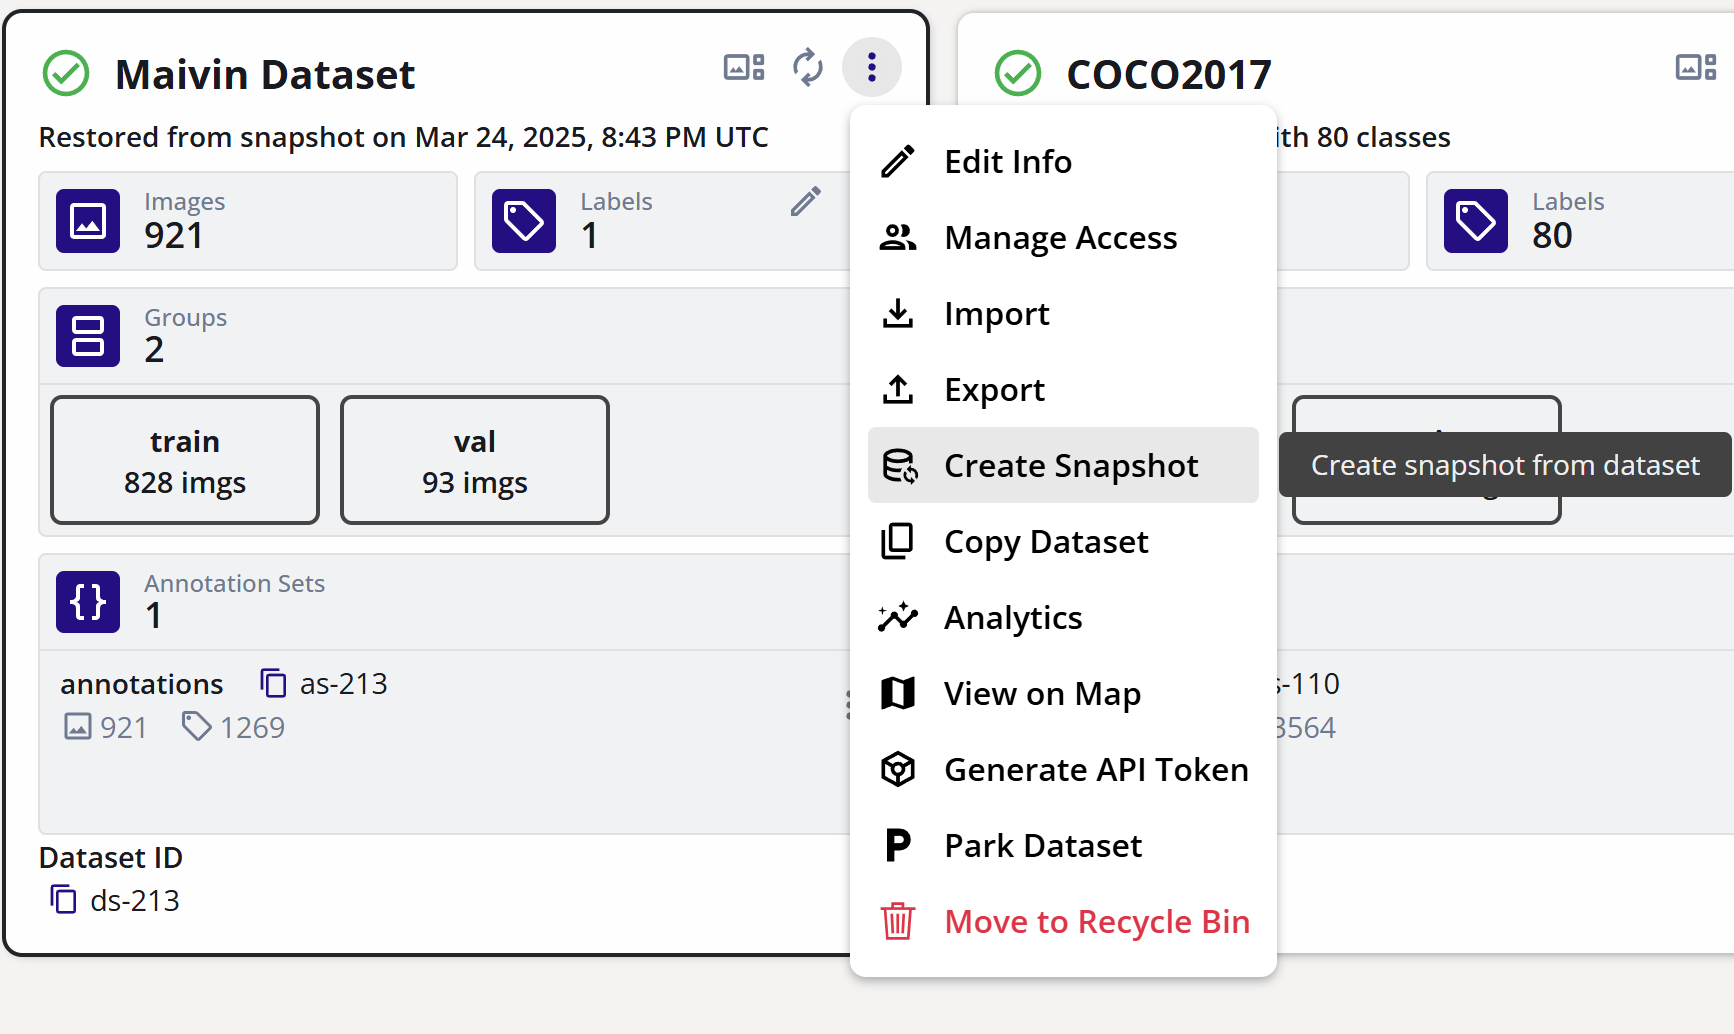 Maivin Dataset
Restored from snapshot on Mar 24, 2025, 8:43 PM UTC
Images
921
Labels
1
Groups
2
train
828 imgs
val
93 imgs
Annotation Sets
1
annotations
as-213
921
1269
Dataset ID
ds-213
Edit Info
Manage Access
Import
Export
Create Snapshot
Copy Dataset
Analytics
View on Map
Generate API Token
P Park Dataset
Move to Recycle Bin
Create snapshot from dataset
COCO2017
ith 80 classes
Labels
80
s-110
3564